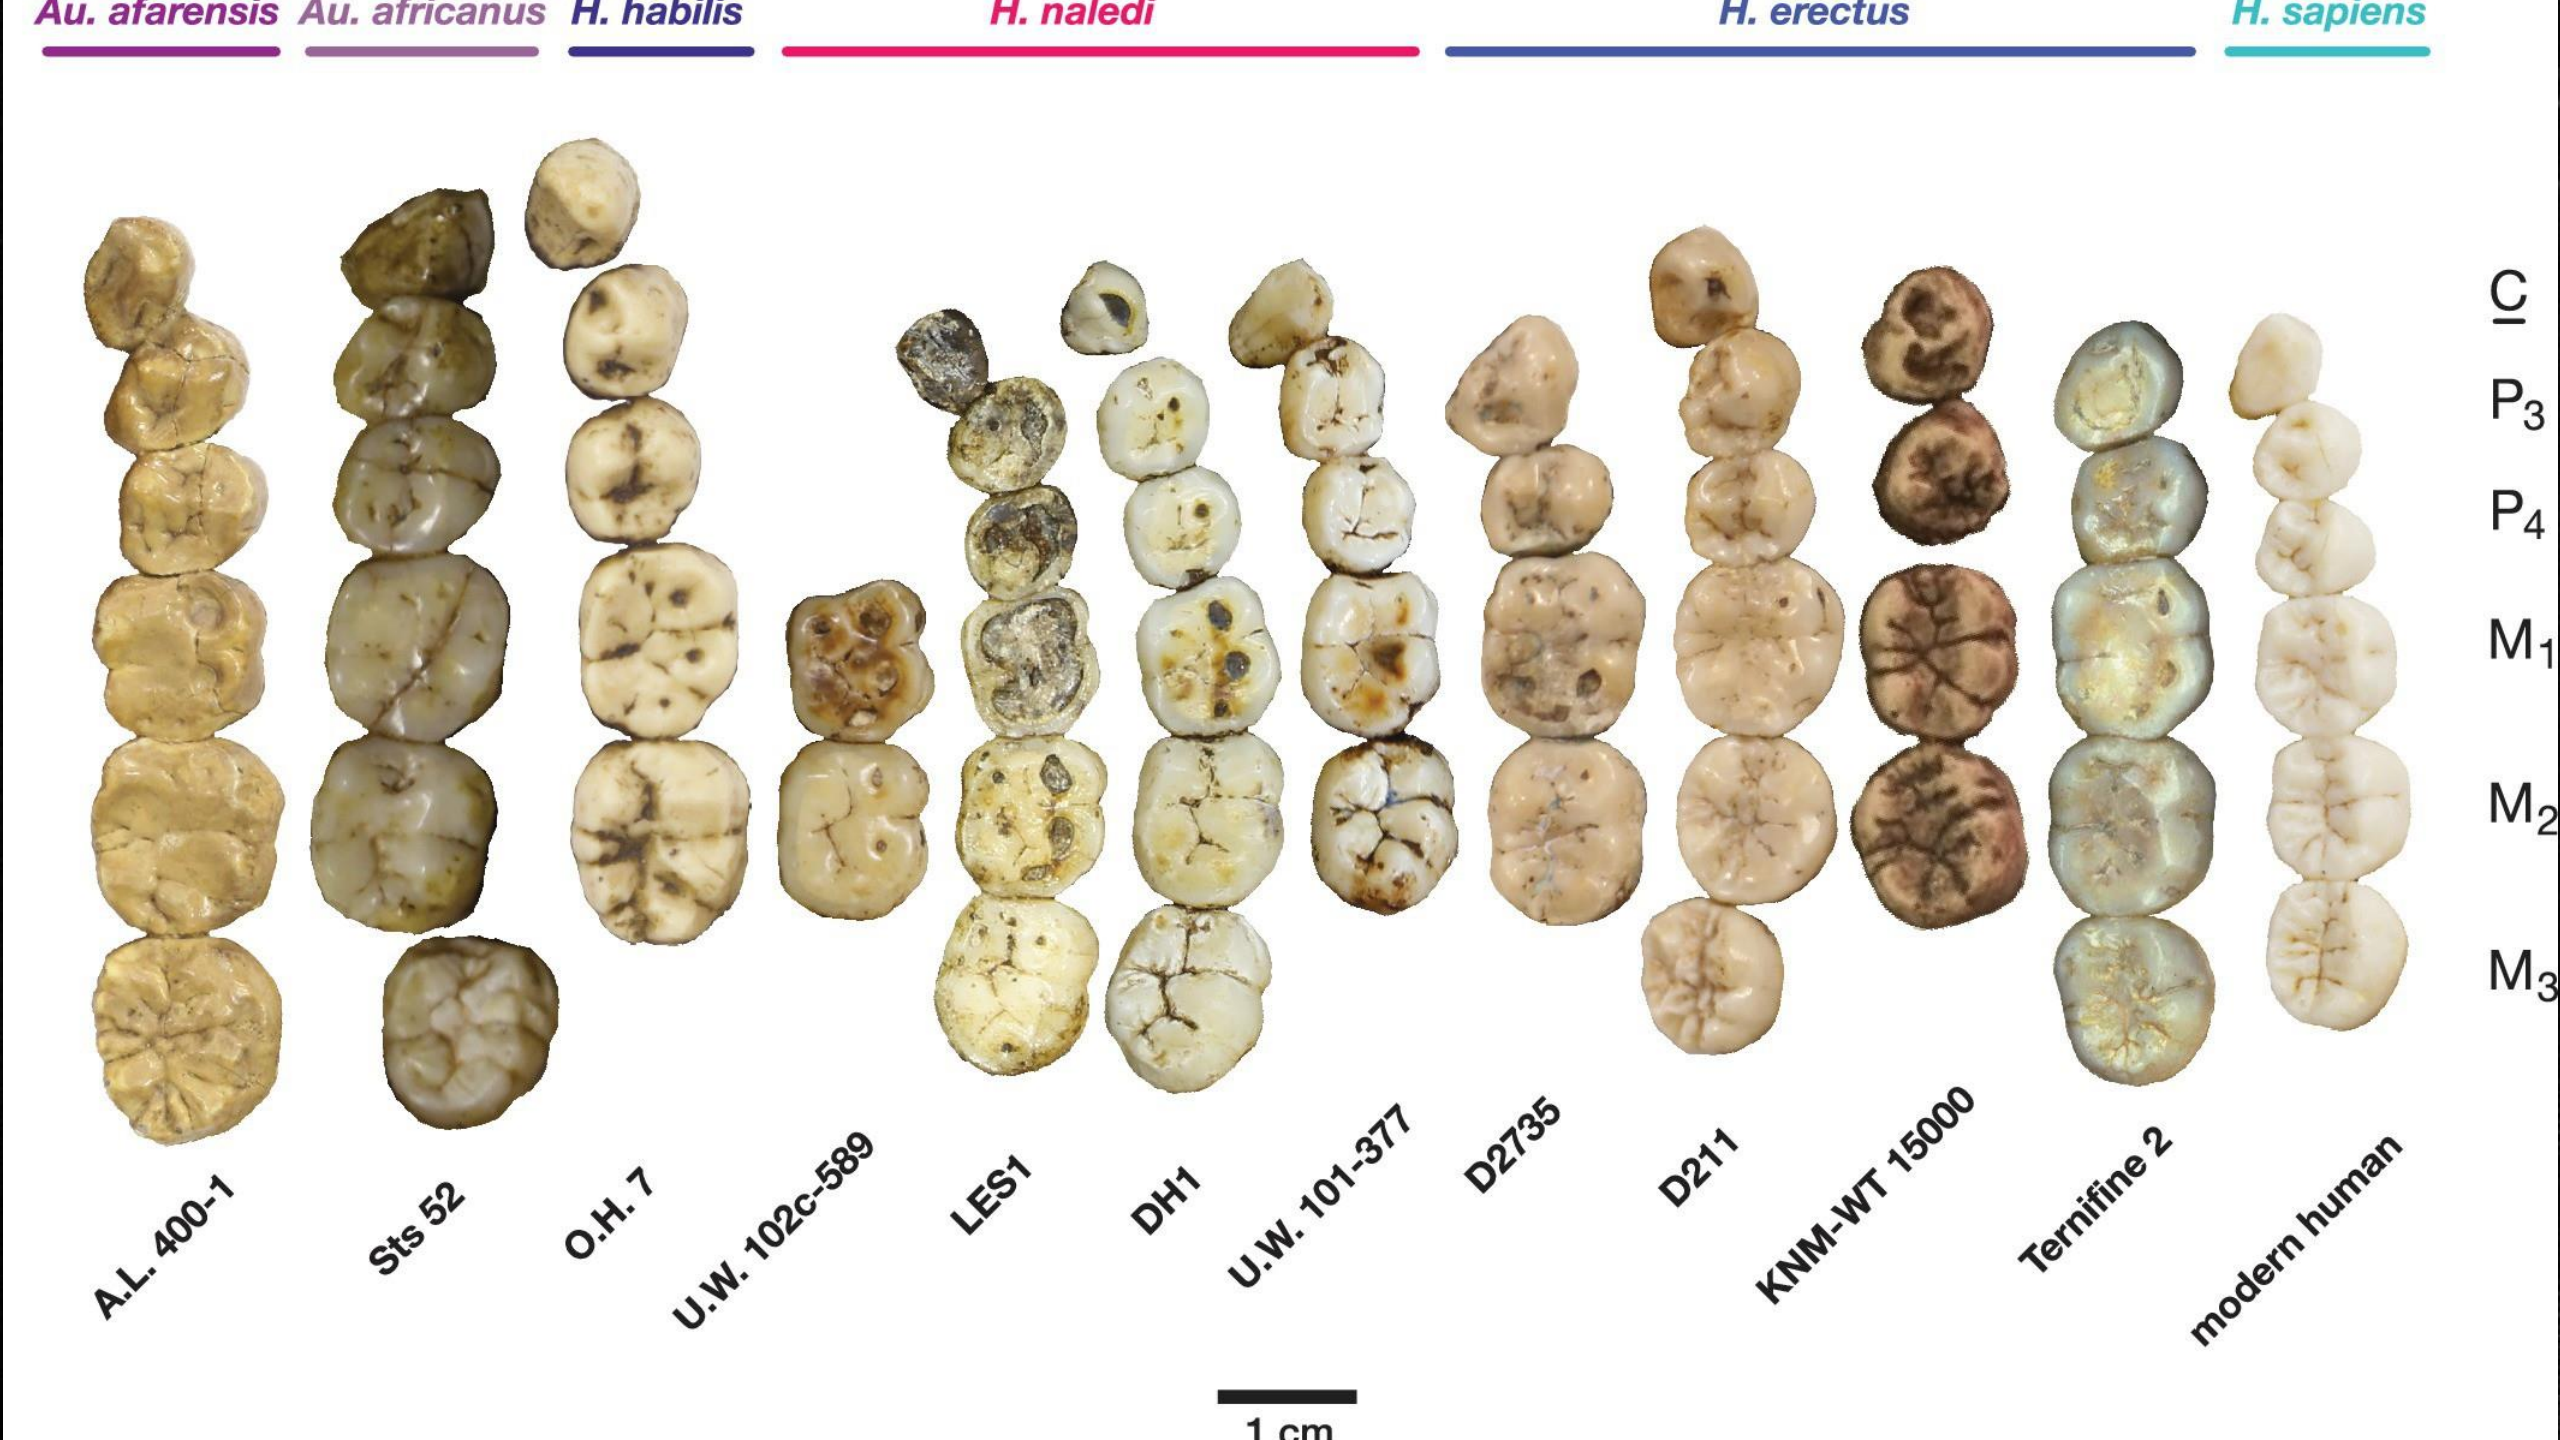 Au. afarensis Au. africanus H. habilis H. naledi H. erectus H. sapiens
C
P3
P4
M1
M2
M3
A.L. 400-1
Sts 52
O.H. 7
U.W. 102c-589
LES1
DH1
U.W. 101-377
D2735
D211
KNM-WT 15000
Ternifine 2
modern human
1 cm